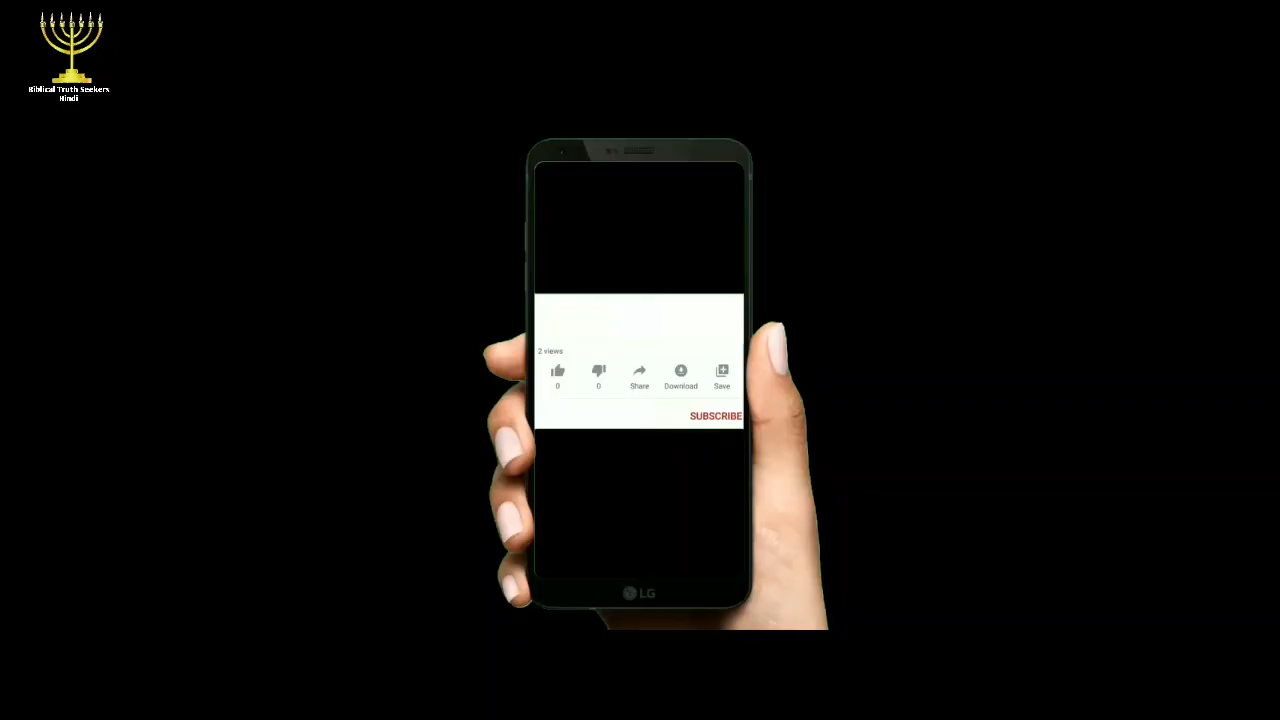 Biblical Truth Seekers
Hindi
2 views
0
0
Share
Download
Save
SUBSCRIBE
LG